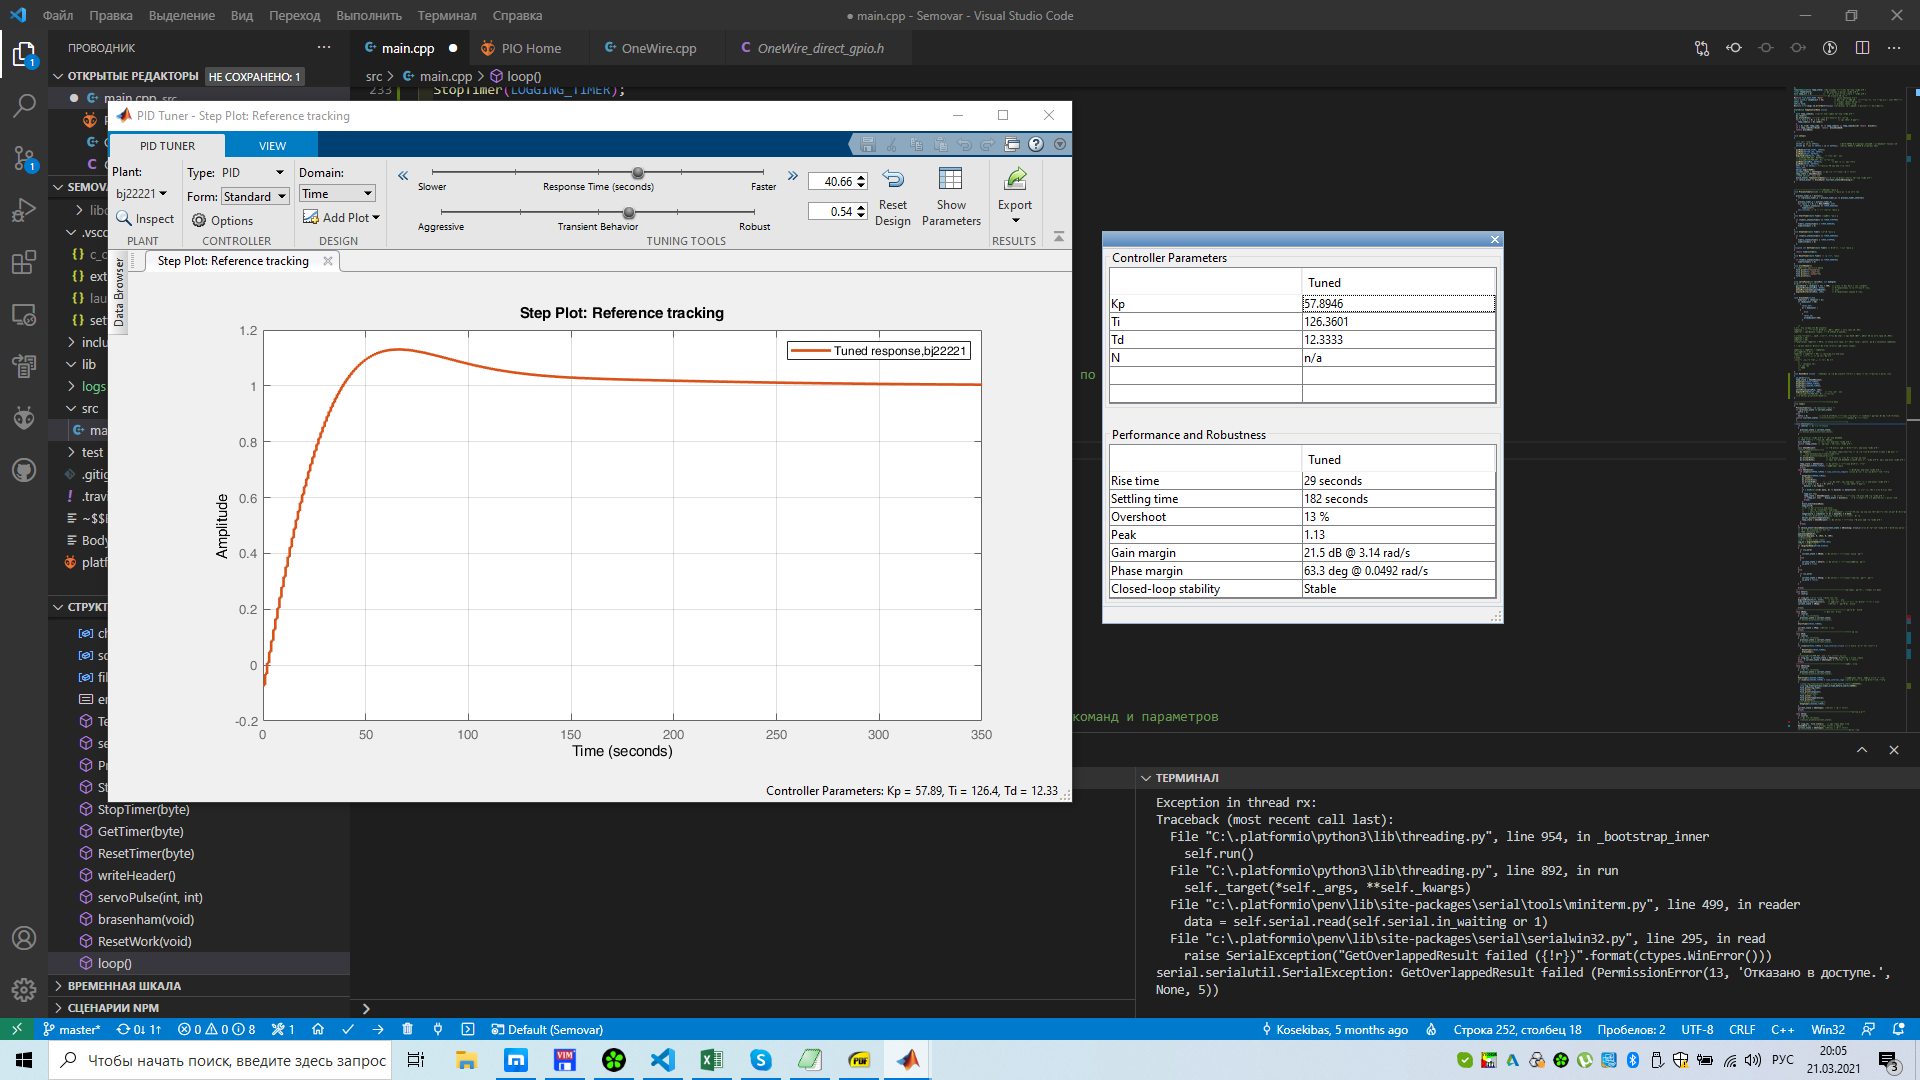 Файл Правка Выделение Вид Переход Выполнить Терминал Справка
● main.cpp - Semovar - Visual Studio Code
ПРОВОДНИК
main.cpp
PIO Home
OneWire.cpp
OneWire_direct_gpio.h
ОТКРЫТЫЕ РЕДАКТОРЫ НЕ СОХРАНЕНО: 1
src > main.cpp > loop()
main.cpp src
233 StopTimer(LOGGING_TIMER);
PID Tuner - Step Plot: Reference tracking
PID TUNER VIEW
Plant:
bj22221
Inspect
PLANT
Type: PID
Form: Standard
Options
CONTROLLER
Domain:
Time
Add Plot
DESIGN
Slower Response Time (seconds) Faster
40.66
Aggressive Transient Behavior Robust
0.54
TUNING TOOLS
Reset Design
Show Parameters
Export
RESULTS
Data Browser
Step Plot: Reference tracking
Step Plot: Reference tracking
Tuned response,bj22221
Amplitude
1.2
1
0.8
0.6
0.4
0.2
0
-0.2
0 50 100 150 200 250 300 350
Time (seconds)
Controller Parameters: Kp = 57.89, Ti = 126.4, Td = 12.33
Controller Parameters
Tuned
Kp 57.8946
Ti 126.3601
Td 12.3333
N n/a
Performance and Robustness
Tuned
Rise time 29 seconds
Settling time 182 seconds
Overshoot 13 %
Peak 1.13
Gain margin 21.5 dB @ 3.14 rad/s
Phase margin 63.3 deg @ 0.0492 rad/s
Closed-loop stability Stable
по
команд и параметров
SEMOV
.vscc
c_c
ext
lau
set
inclu
lib
logs
src
ma
test
.gitig
.travi
Body
platf
СТРУКТ
StopTimer(byte)
GetTimer(byte)
ResetTimer(byte)
writeHeader()
servoPulse(int, int)
brasenham(void)
ResetWork(void)
loop()
ВРЕМЕННАЯ ШКАЛА
СЦЕНАРИИ NPM
ТЕРМИНАЛ
Exception in thread rx:
Traceback (most recent call last):
File "C:\.platformio\python3\lib\threading.py", line 954, in _bootstrap_inner
self.run()
File "C:\.platformio\python3\lib\threading.py", line 892, in run
self._target(*self._args, **self._kwargs)
File "c:\.platformio\penv\lib\site-packages\serial\tools\miniterm.py", line 499, in reader
data = self.serial.read(self.serial.in_waiting or 1)
File "c:\.platformio\penv\lib\site-packages\serial\serialwin32.py", line 295, in read
raise SerialException("GetOverlappedResult failed ({!r})".format(ctypes.WinError()))
serial.serialutil.SerialException: GetOverlappedResult failed (PermissionError(13, 'Отказано в доступе.',
None, 5))
master* 0↓ 1↑ 0 0 8 1 Default (Semovar)
Kosekibas, 5 months ago
Строка 252, столбец 18 Пробелов: 2 UTF-8 CRLF C++ Win32
Чтобы начать поиск, введите здесь запрос
РУС
20:05
21.03.2021
3